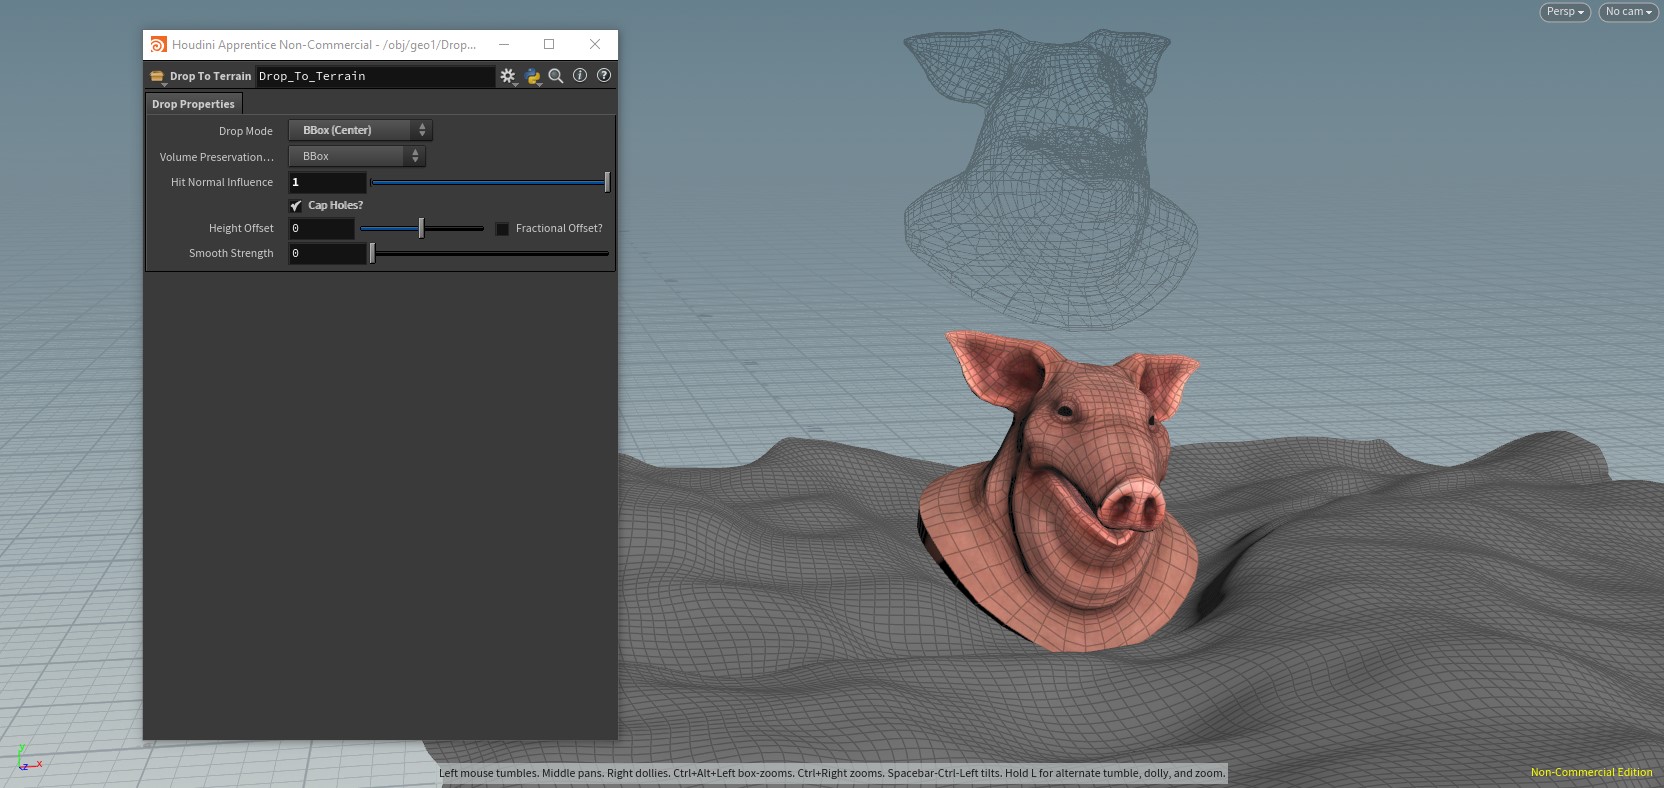 Persp
No cam
Houdini Apprentice Non-Commercial - /obj/geo1/Drop...
Drop To Terrain Drop_To_Terrain
Drop Properties
Drop Mode BBox (Center)
Volume Preservation... BBox
Hit Normal Influence 1
Cap Holes?
Height Offset 0 Fractional Offset?
Smooth Strength 0
y
z x
Left mouse tumbles. Middle pans. Right dollies. Ctrl+Alt+Left box-zooms. Ctrl+Right zooms. Spacebar-Ctrl-Left tilts. Hold L for alternate tumble, dolly, and zoom.
Non-Commercial Edition